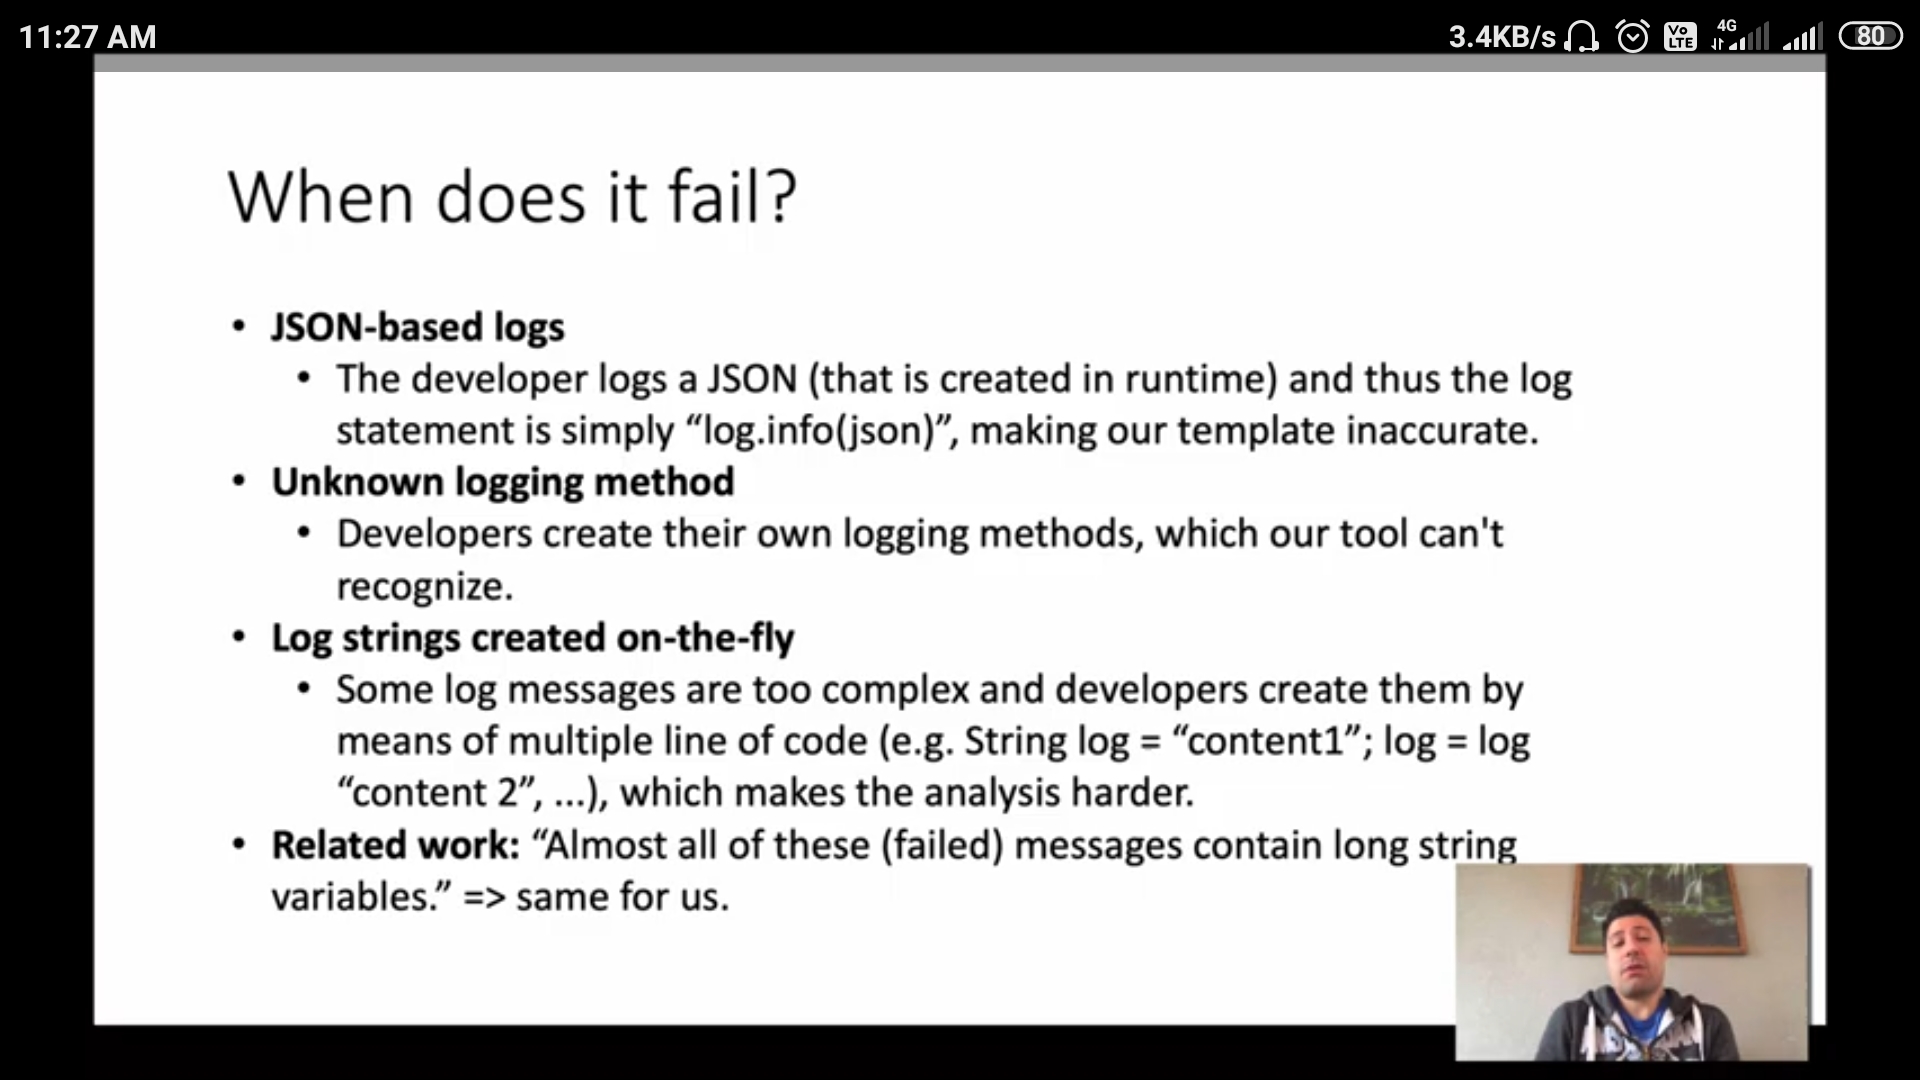 11:27 AM
3.4KB/s
Vo
LTE
4G
80
When does it fail?
• JSON-based logs
• The developer logs a JSON (that is created in runtime) and thus the log
statement is simply “log.info(json)”, making our template inaccurate.
• Unknown logging method
• Developers create their own logging methods, which our tool can't
recognize.
• Log strings created on-the-fly
• Some log messages are too complex and developers create them by
means of multiple line of code (e.g. String log = “content1”; log = log
“content 2”, ...), which makes the analysis harder.
• Related work: “Almost all of these (failed) messages contain long string
variables.” => same for us.